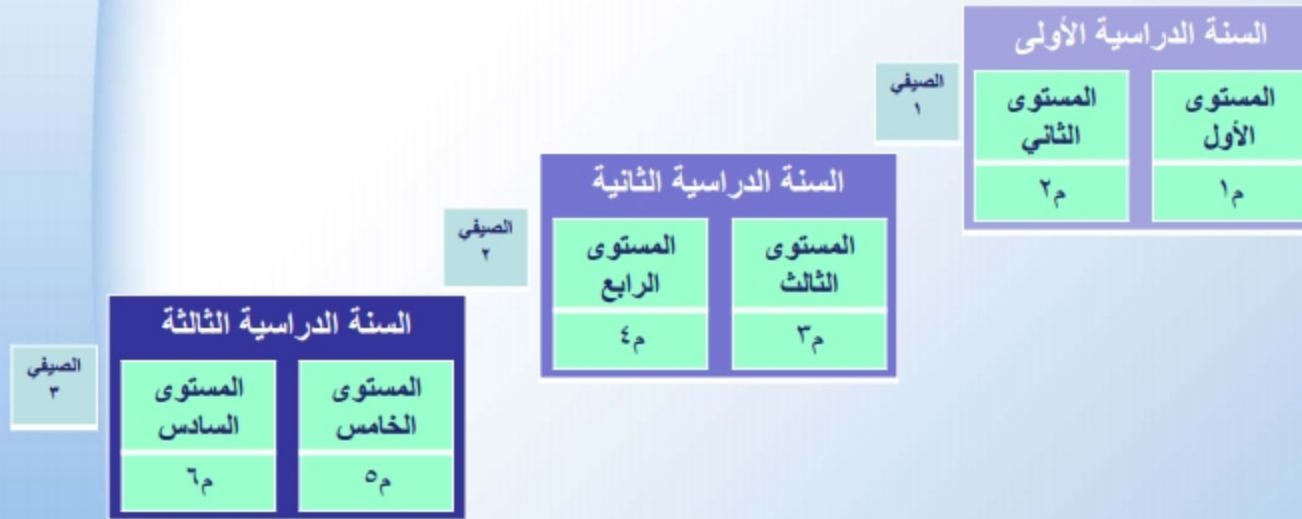 السنة الدراسية الأولى
المستوى
الأول
م١
المستوى
الثاني
م٢
الصيفي
١
السنة الدراسية الثانية
المستوى
الثالث
م٣
المستوى
الرابع
م٤
الصيفي
٢
السنة الدراسية الثالثة
المستوى
الخامس
م٥
المستوى
السادس
م٦
الصيفي
٣